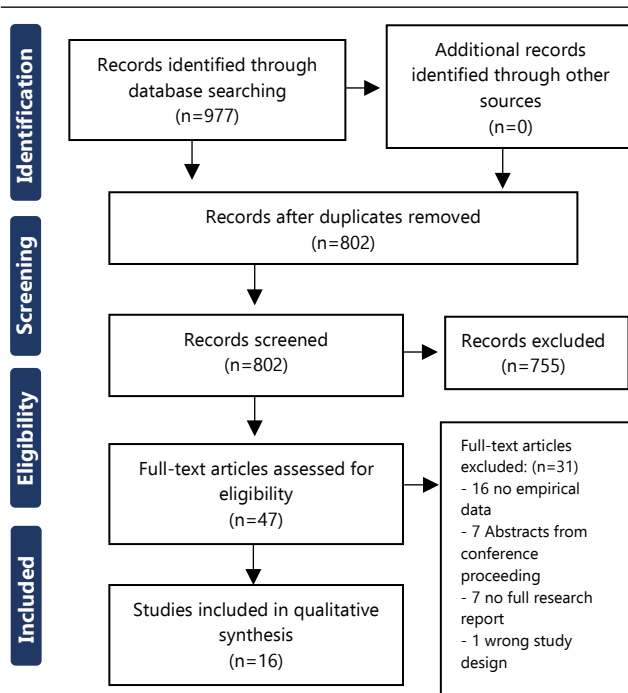 Identification
Records identified through
database searching
(n=977)
Additional records
identified through other
sources
(n=0)
Records after duplicates removed
(n=802)
Screening
Records screened
(n=802)
Records excluded
(n=755)
Eligibility
Full-text articles assessed for
eligibility
(n=47)
Full-text articles
excluded: (n=31)
- 16 no empirical
data
- 7 Abstracts from
conference
proceeding
- 7 no full research
report
- 1 wrong study
design
Included
Studies included in qualitative
synthesis
(n=16)